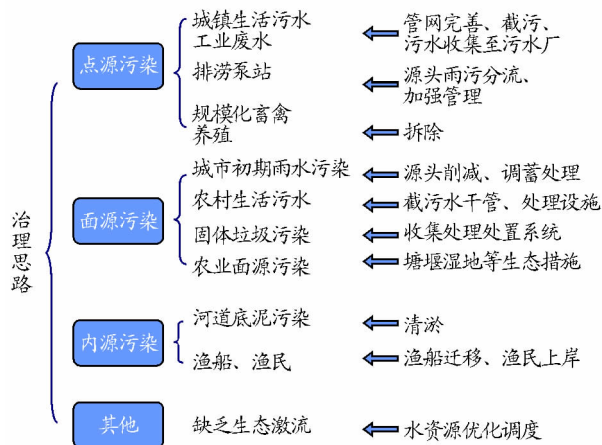 治理思路
点源污染
城镇生活污水
工业废水
管网完善、截污、
污水收集至污水厂
排涝泵站
源头雨污分流、
加强管理
规模化畜禽
养殖
拆除
面源污染
城市初期雨水污染
源头削减、调蓄处理
农村生活污水
截污水干管、处理设施
固体垃圾污染
收集处理处置系统
农业面源污染
塘堰湿地等生态措施
内源污染
河道底泥污染
清淤
渔船、渔民
渔船迁移、渔民上岸
其他
缺乏生态激流
水资源优化调度